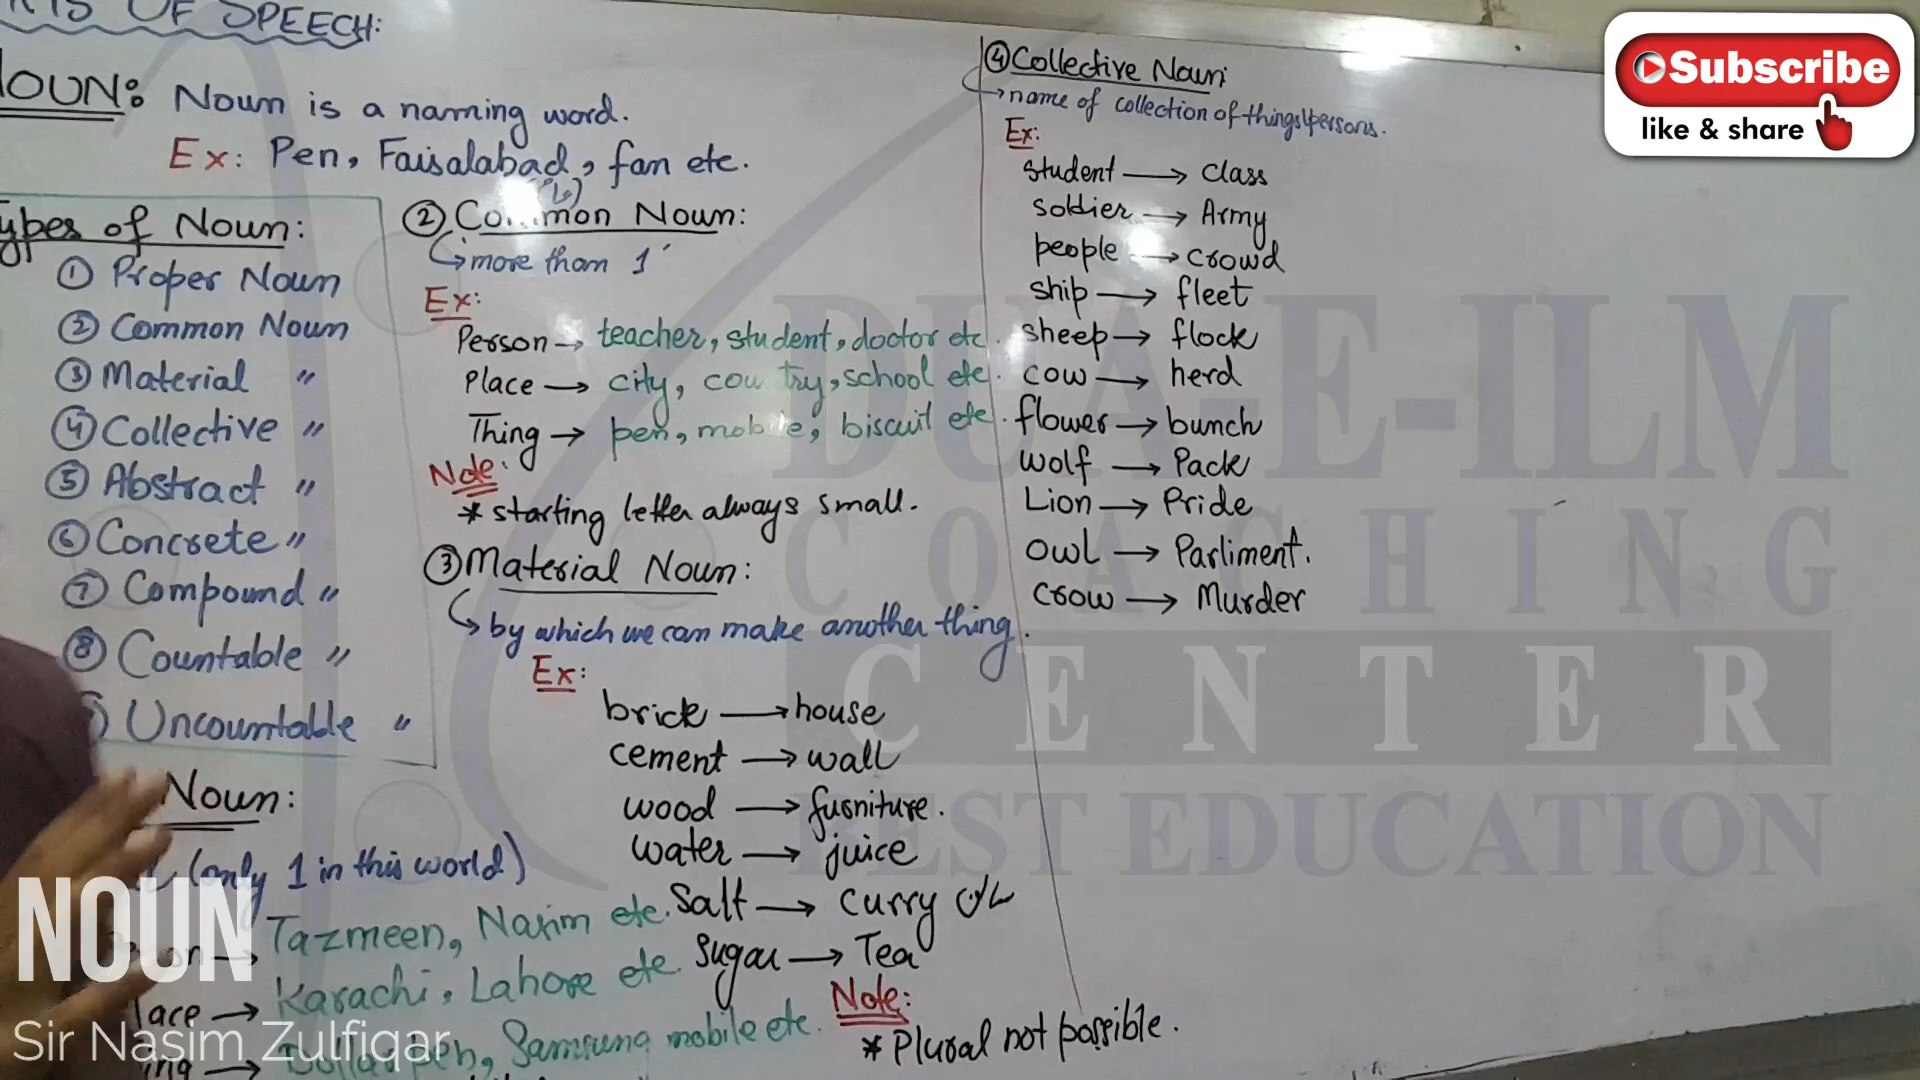 OF SPEECH:
NOUN: Noun is a naming word.
Ex: Pen, Faisalabad, fan etc.
Types of Noun:
① Proper Noun
② Common Noun
③ Material "
④ Collective "
⑤ Abstract "
⑥ Concrete "
⑦ Compound "
⑧ Countable "
Uncountable "
Noun:
(only 1 in this world)
Tazmeen, Nasim etc.
lace → Karachi, Lahore etc.
ing → Dollar pen, Samsung mobile etc.
② Common Noun:
more than 1
Ex:
Person → teacher, student, doctor etc.
Place → city, country, school etc.
Thing → pen, mobile, biscuit etc.
Note:
* starting letter always small.
③ Material Noun:
by which we can make another thing.
Ex:
brick → house
cement → wall
wood → furniture.
water → juice
Salt → curry
Sugar → Tea
Note:
* Plural not possible.
④ Collective Noun:
name of collection of things/persons.
Ex:
student → class
soldier → Army
people → crowd
ship → fleet
sheep → flock
cow → herd
flower → bunch
wolf → Pack
Lion → Pride
owl → Parliment.
crow → Murder
Subscribe
like & share
DUA-E-ILM
COACHING
CENTER
BEST EDUCATION
NOUN
Sir Nasim Zulfiqar